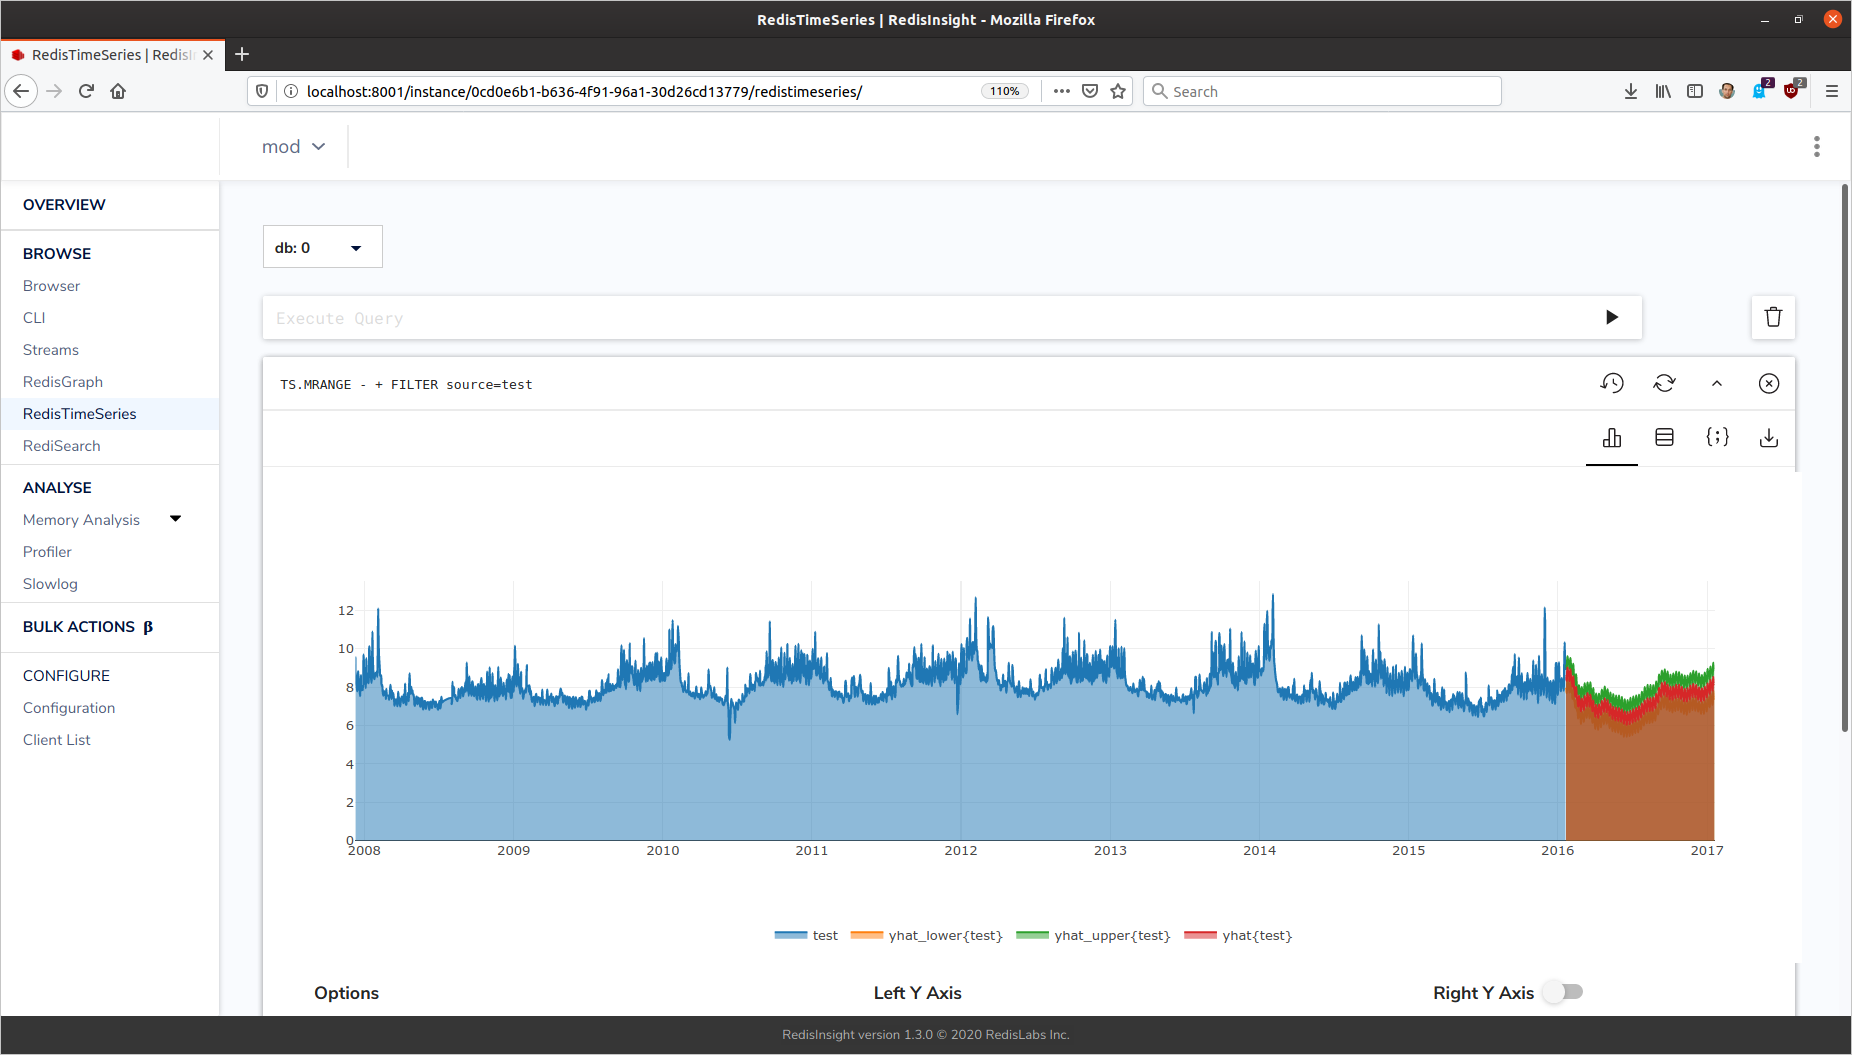 RedisTimeSeries | RedisInsight - Mozilla Firefox
RedisTimeSeries | RedisIn
localhost:8001/instance/0cd0e6b1-b636-4f91-96a1-30d26cd13779/redistimeseries/
110%
Search
2
2
mod
OVERVIEW
BROWSE
Browser
CLI
Streams
RedisGraph
RedisTimeSeries
RediSearch
ANALYSE
Memory Analysis
Profiler
Slowlog
BULK ACTIONS β
CONFIGURE
Configuration
Client List
db: 0
Execute Query
TS.MRANGE - + FILTER source=test
{;}
12
10
8
6
4
2
0
2008 2009 2010 2011 2012 2013 2014 2015 2016 2017
test yhat_lower{test} yhat_upper{test} yhat{test}
Options Left Y Axis Right Y Axis
RedisInsight version 1.3.0 © 2020 RedisLabs Inc.